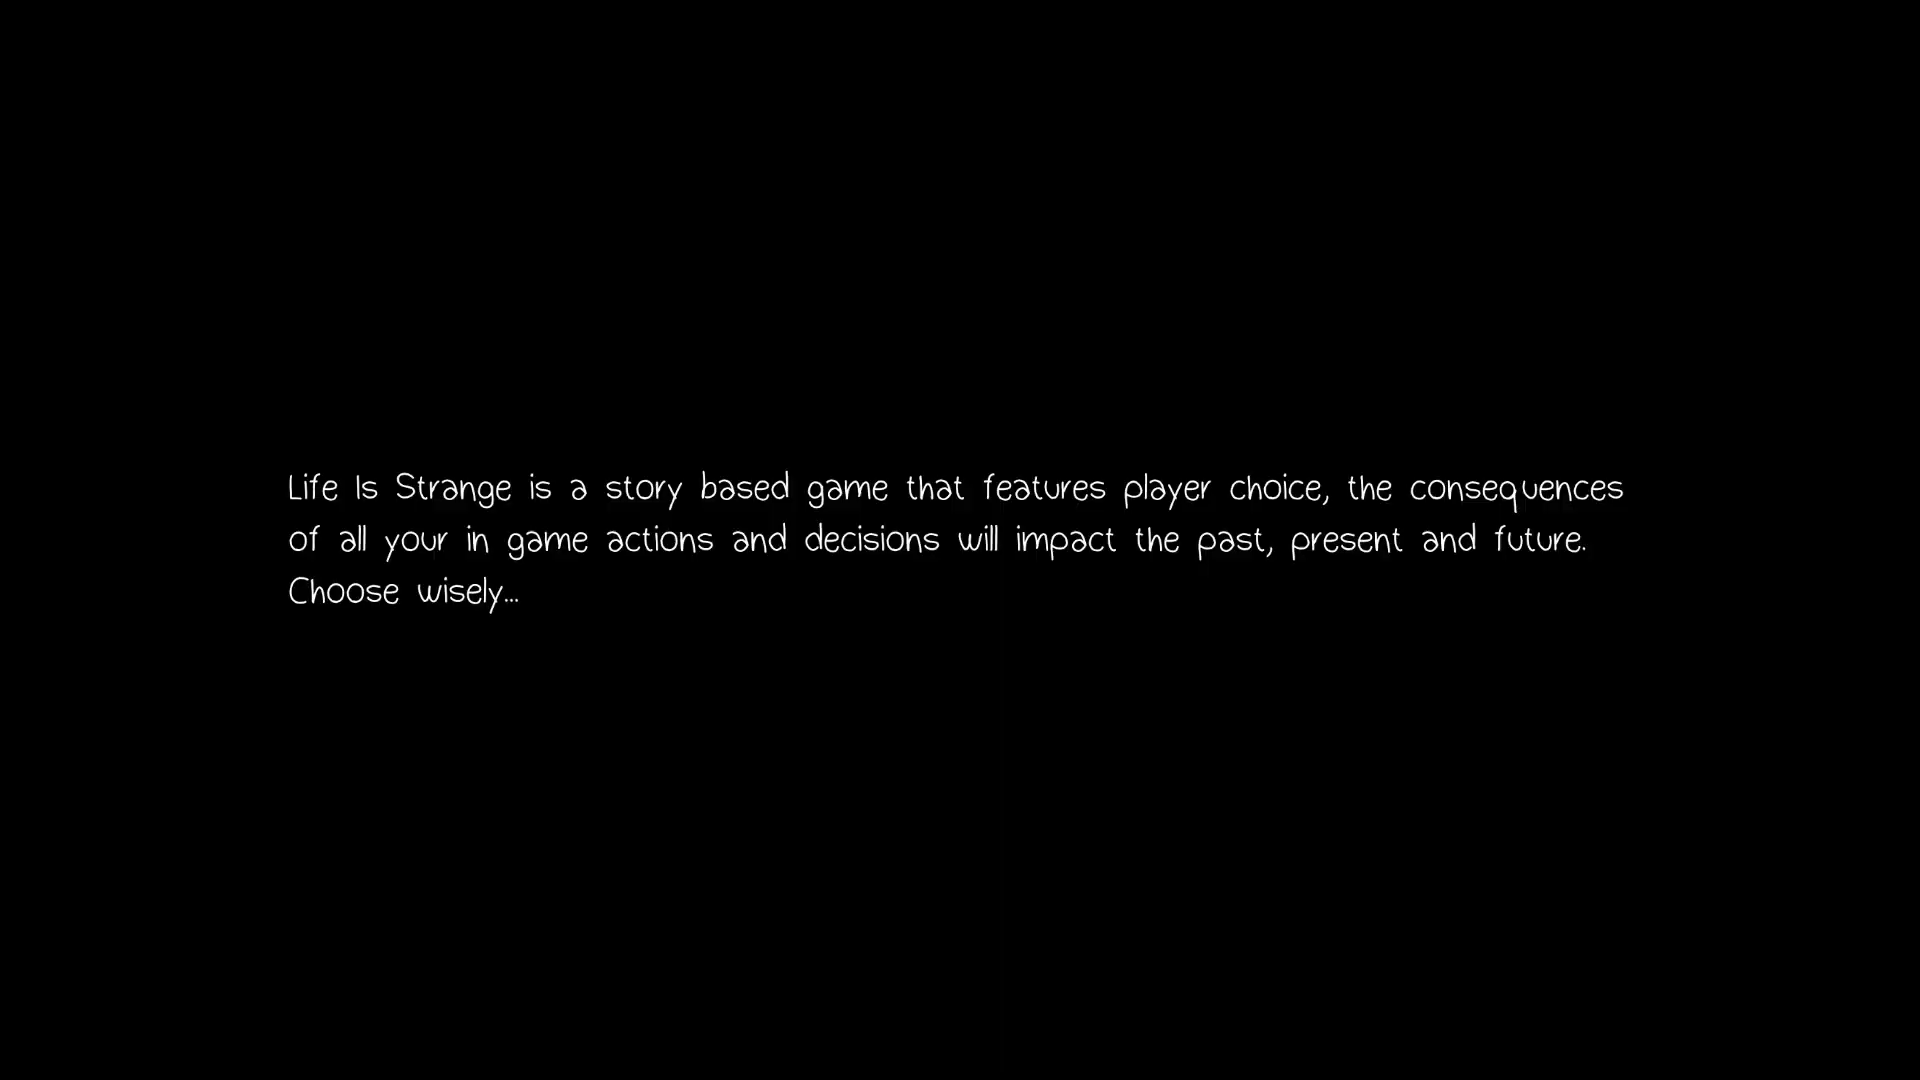 Life Is Strange is a story based game that features player choice, the consequences
of all your in game actions and decisions will impact the past, present and future.
Choose wisely...